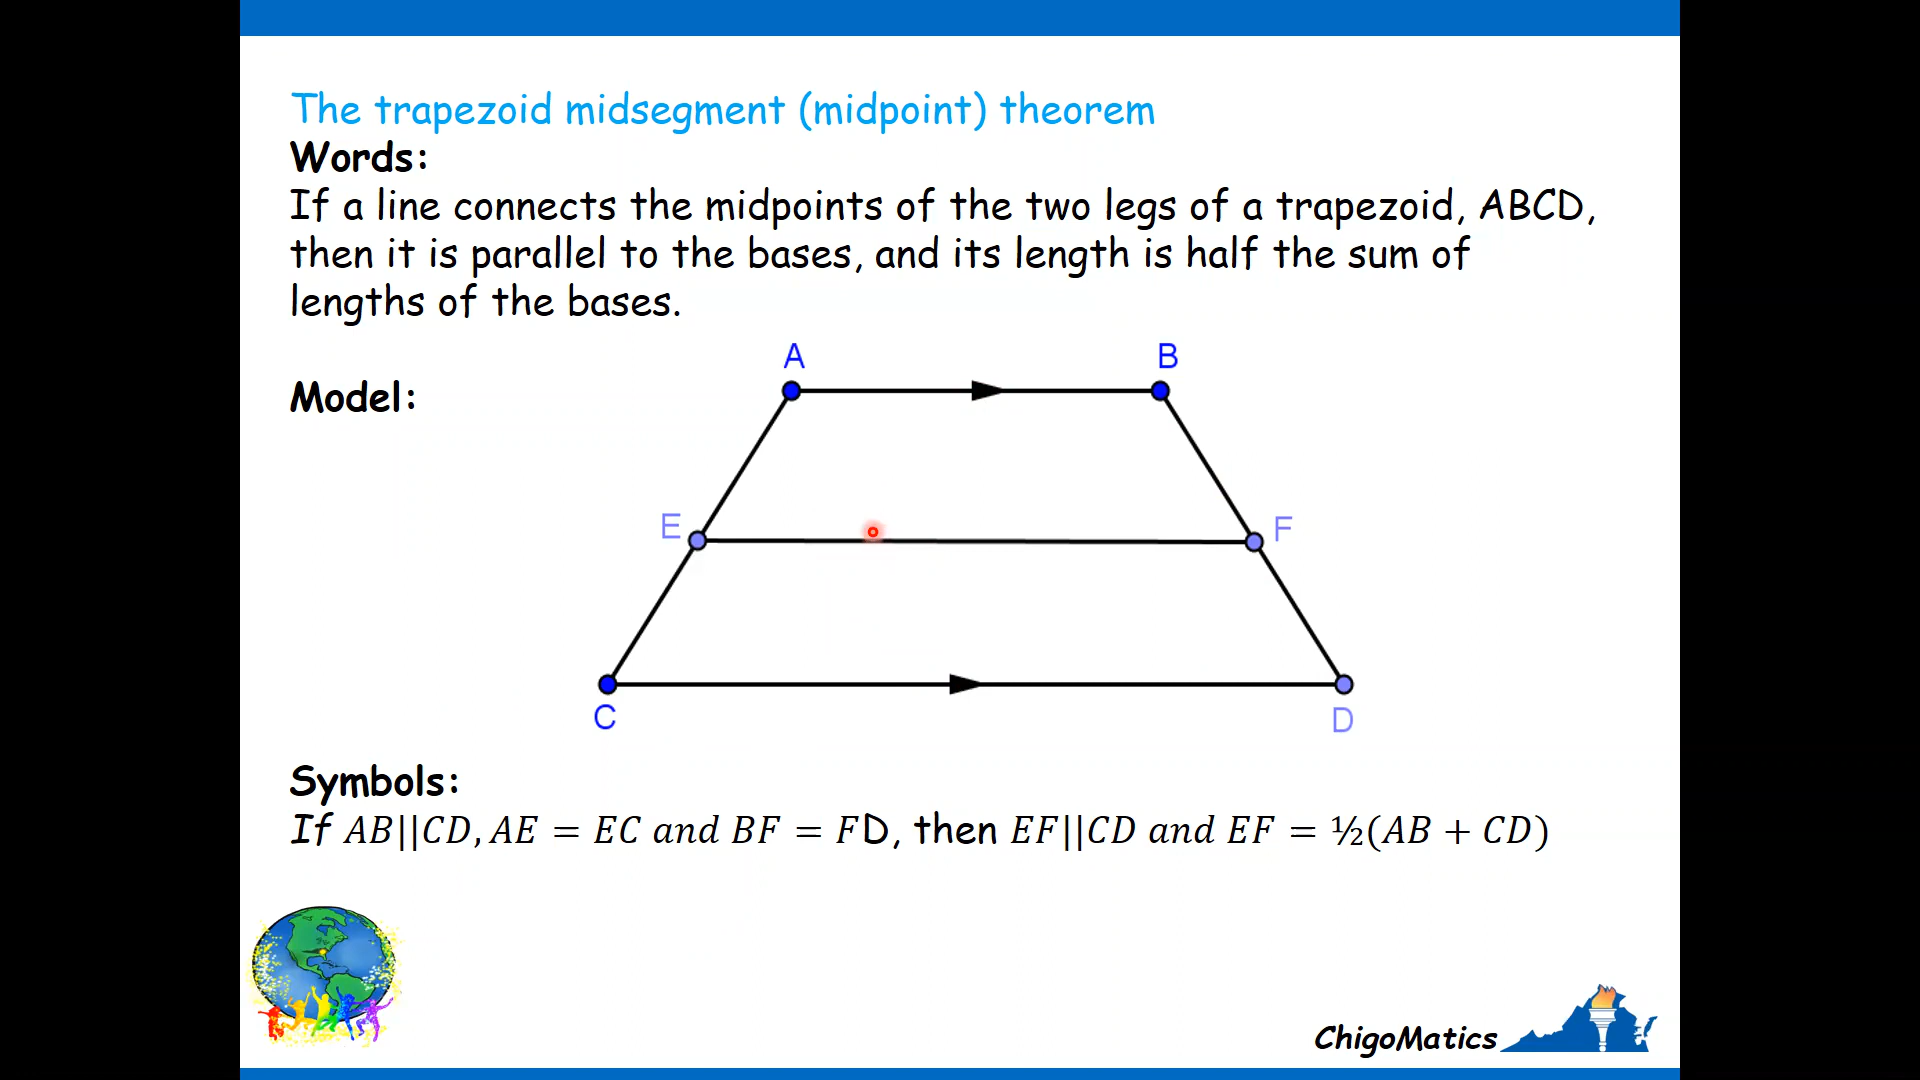 The trapezoid midsegment (midpoint) theorem
Words:
If a line connects the midpoints of the two legs of a trapezoid, ABCD,
then it is parallel to the bases, and its length is half the sum of
lengths of the bases.
A
B
Model:
E
F
C
D
Symbols:
If AB||CD, AE = EC and BF = FD, then EF||CD and EF = ½(AB + CD)
ChigoMatics